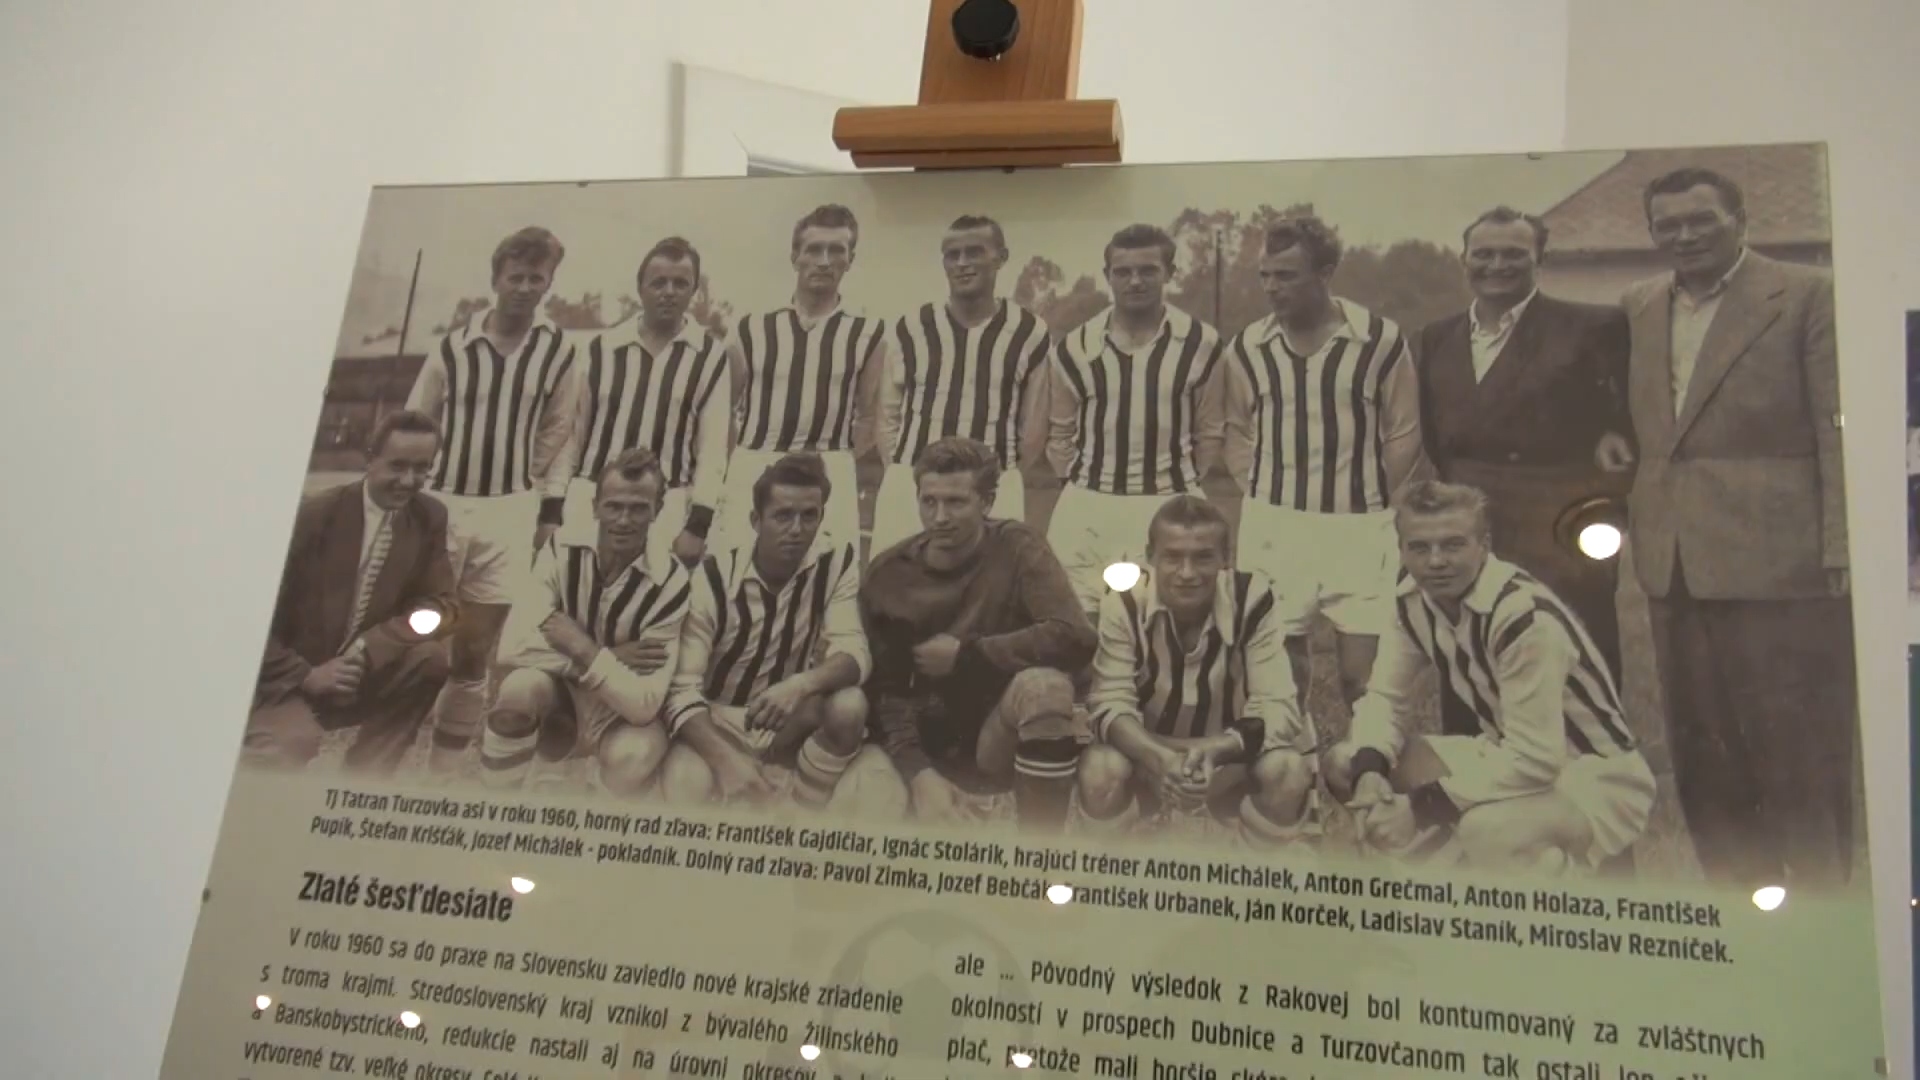 TJ Tatran Turzovka asi v roku 1960, horný rad zľava: František Gajdičiar, Ignác Stolárik, hrajúci tréner Anton Michálek, Anton Grečmal, Anton Holaza, František
Pupík, Štefan Krišťák, Jozef Michálek - pokladník. Dolný rad zľava: Pavol Zimka, Jozef Bebčák, František Urbanek, Ján Korček, Ladislav Staník, Miroslav Rezníček.
Zlaté šesťdesiate
V roku 1960 sa do praxe na Slovensku zaviedlo nové krajské zriadenie
s troma krajmi. Stredoslovenský kraj vznikol z bývalého Žilinského
a Banskobystrického, redukcie nastali aj na úrovni okresov
vytvorené tzv. veľké okresy.
ale ... Pôvodný výsledok z Rakovej bol kontumovaný za zvláštnych
okolností v prospech Dubnice a Turzovčanom tak ostali len
plač, pretože mali horšie